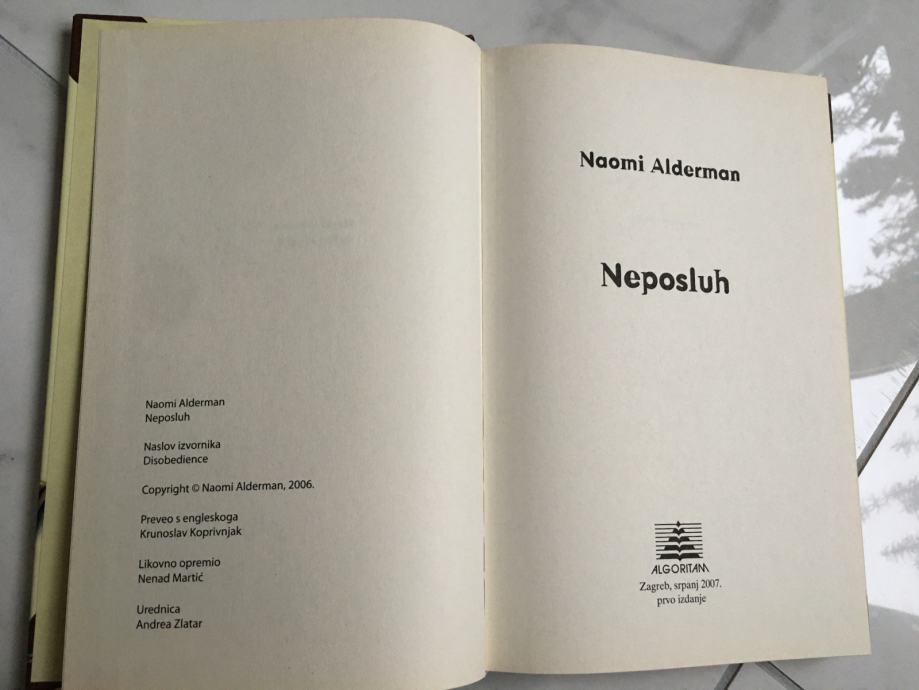 Naomi Alderman
Neposluh
Naslov izvornika
Disobedience
Copyright © Naomi Alderman, 2006.
Preveo s engleskoga
Krunoslav Koprivnjak
Likovno opremio
Nenad Martić
Urednica
Andrea Zlatar
Naomi Alderman
Neposluh
ALGORITAM
Zagreb, srpanj 2007.
prvo izdanje